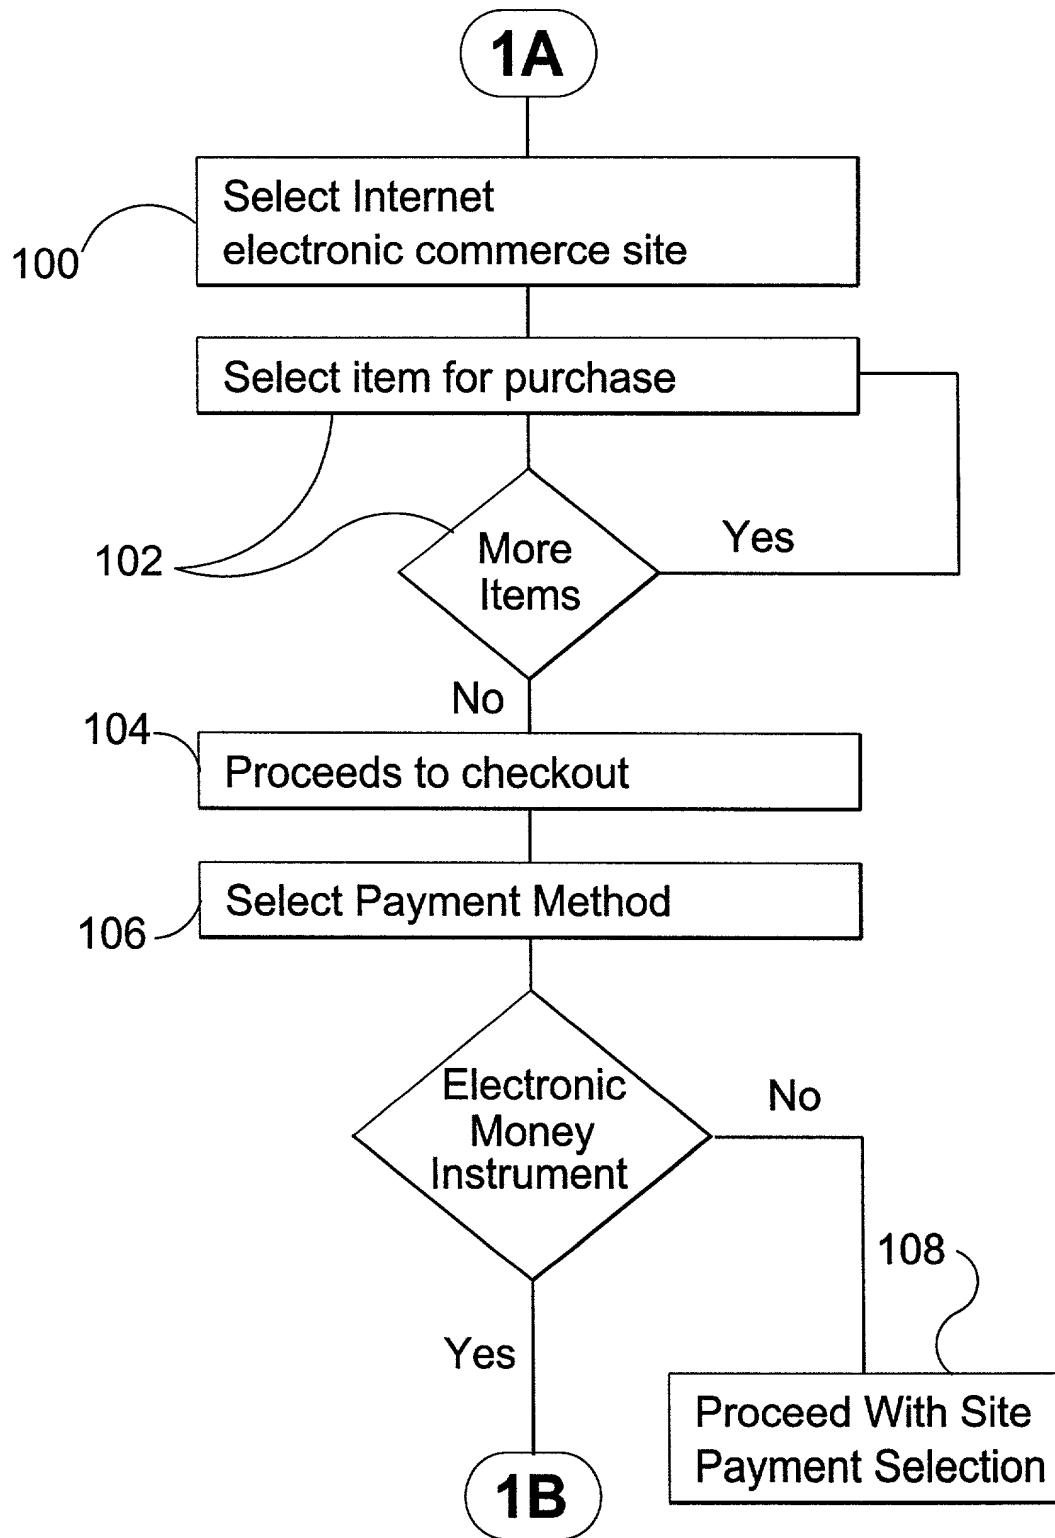 1A
Select Internet
electronic commerce site
100
Select item for purchase
102
More
Items
Yes
No
104
Proceeds to checkout
Select Payment Method
106
Electronic
Money
Instrument
No
108
Yes
Proceed With Site
Payment Selection
1B